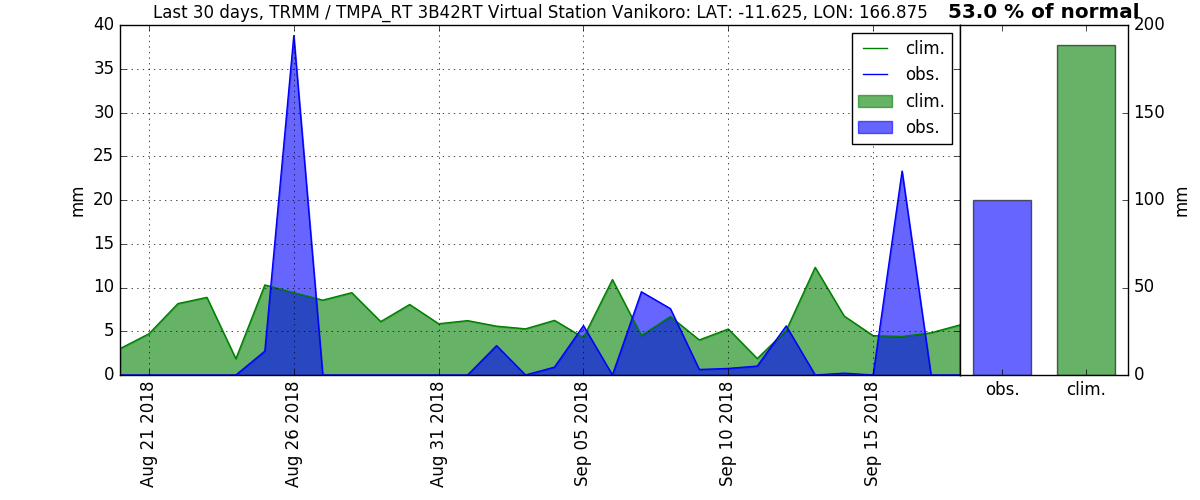 Last 30 days, TRMM / TMPA_RT 3B42RT Virtual Station Vanikoro: LAT: -11.625, LON: 166.875
53.0 % of normal
40
35
30
25
20
15
10
5
0
mm
clim.
obs.
clim.
obs.
Aug 21 2018
Aug 26 2018
Aug 31 2018
Sep 05 2018
Sep 10 2018
Sep 15 2018
200
150
100
50
0
mm
obs.
clim.